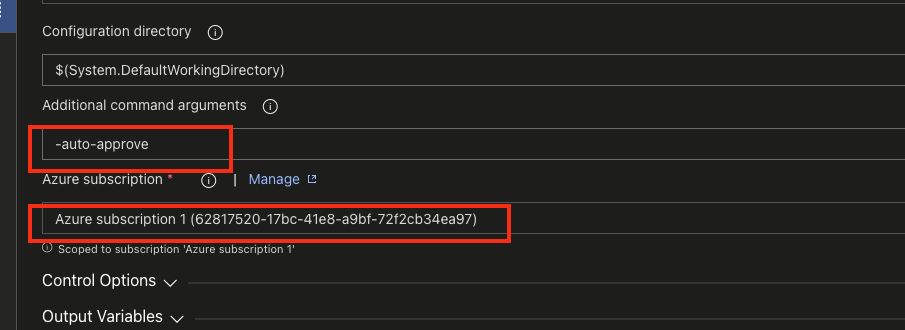 Configuration directory
$(System.DefaultWorkingDirectory)
Additional command arguments
-auto-approve
Azure subscription * | Manage
Azure subscription 1 (62817520-17bc-41e8-a9bf-72f2cb34ea97)
Scoped to subscription 'Azure subscription 1'
Control Options
Output Variables